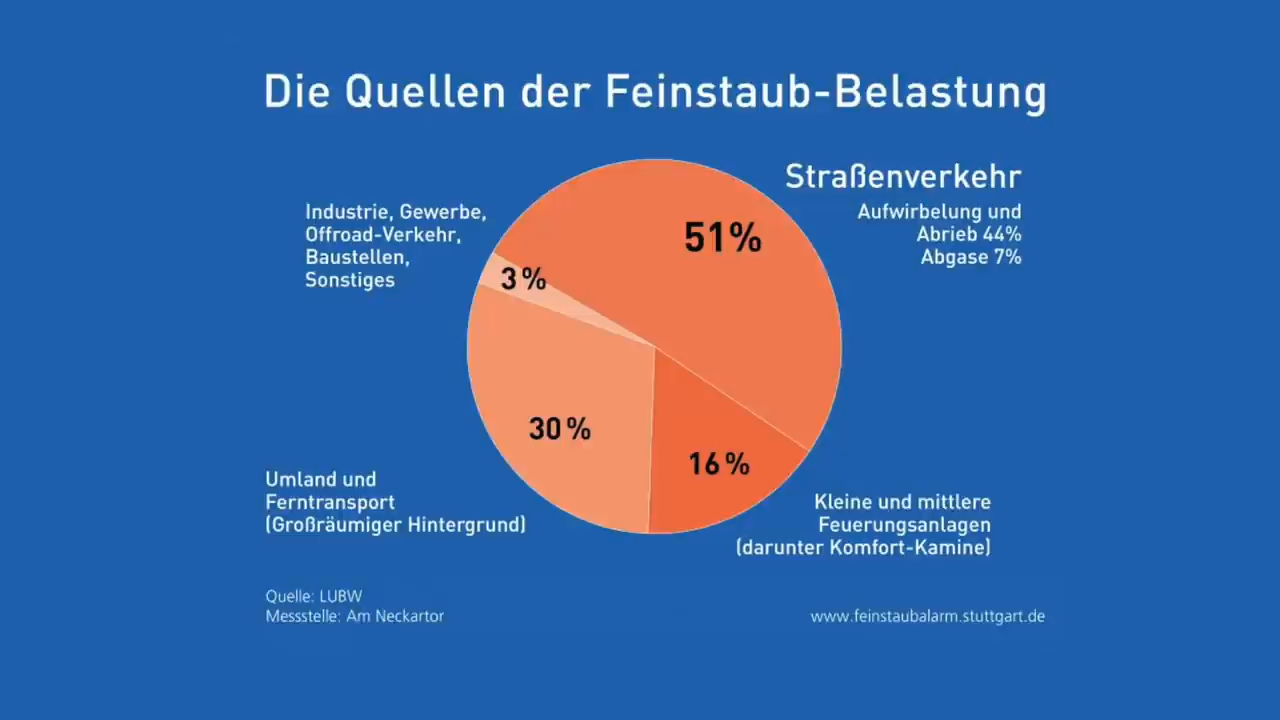 Die Quellen der Feinstaub-Belastung
Straßenverkehr
Aufwirbelung und
Abrieb 44%
Abgase 7%
51%
Industrie, Gewerbe,
Offroad-Verkehr,
Baustellen,
Sonstiges
3%
30%
16%
Umland und
Ferntransport
(Großräumiger Hintergrund)
Kleine und mittlere
Feuerungsanlagen
(darunter Komfort-Kamine)
Quelle: LUBW
Messstelle: Am Neckartor
www.feinstaubalarm.stuttgart.de